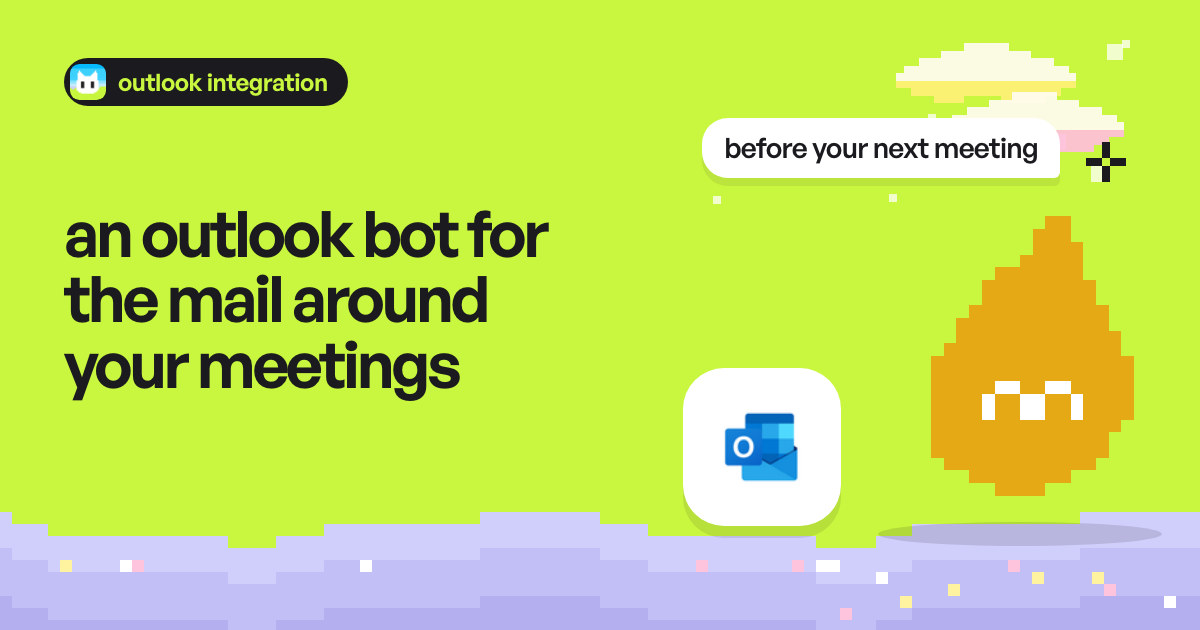 outlook integration
before your next meeting
an outlook bot for
the mail around
your meetings
O